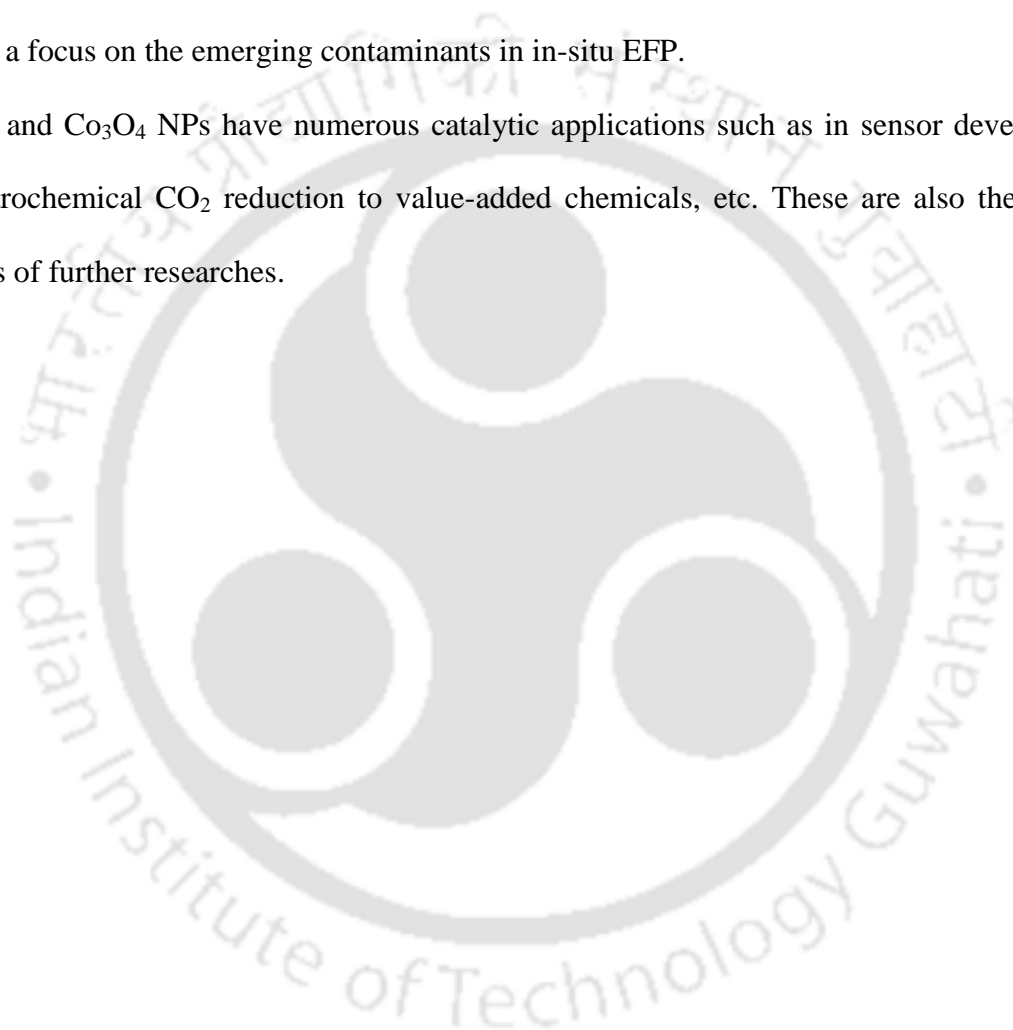 a focus on the emerging contaminants in in-situ EFP.
and Co₃O₄ NPs have numerous catalytic applications such as in sensor deve
rochemical CO₂ reduction to value-added chemicals, etc. These are also the
s of further researches.
भारतीय प्रौद्योगिकी संस्थान गुवाहाटी
Indian Institute of Technology Guwahati